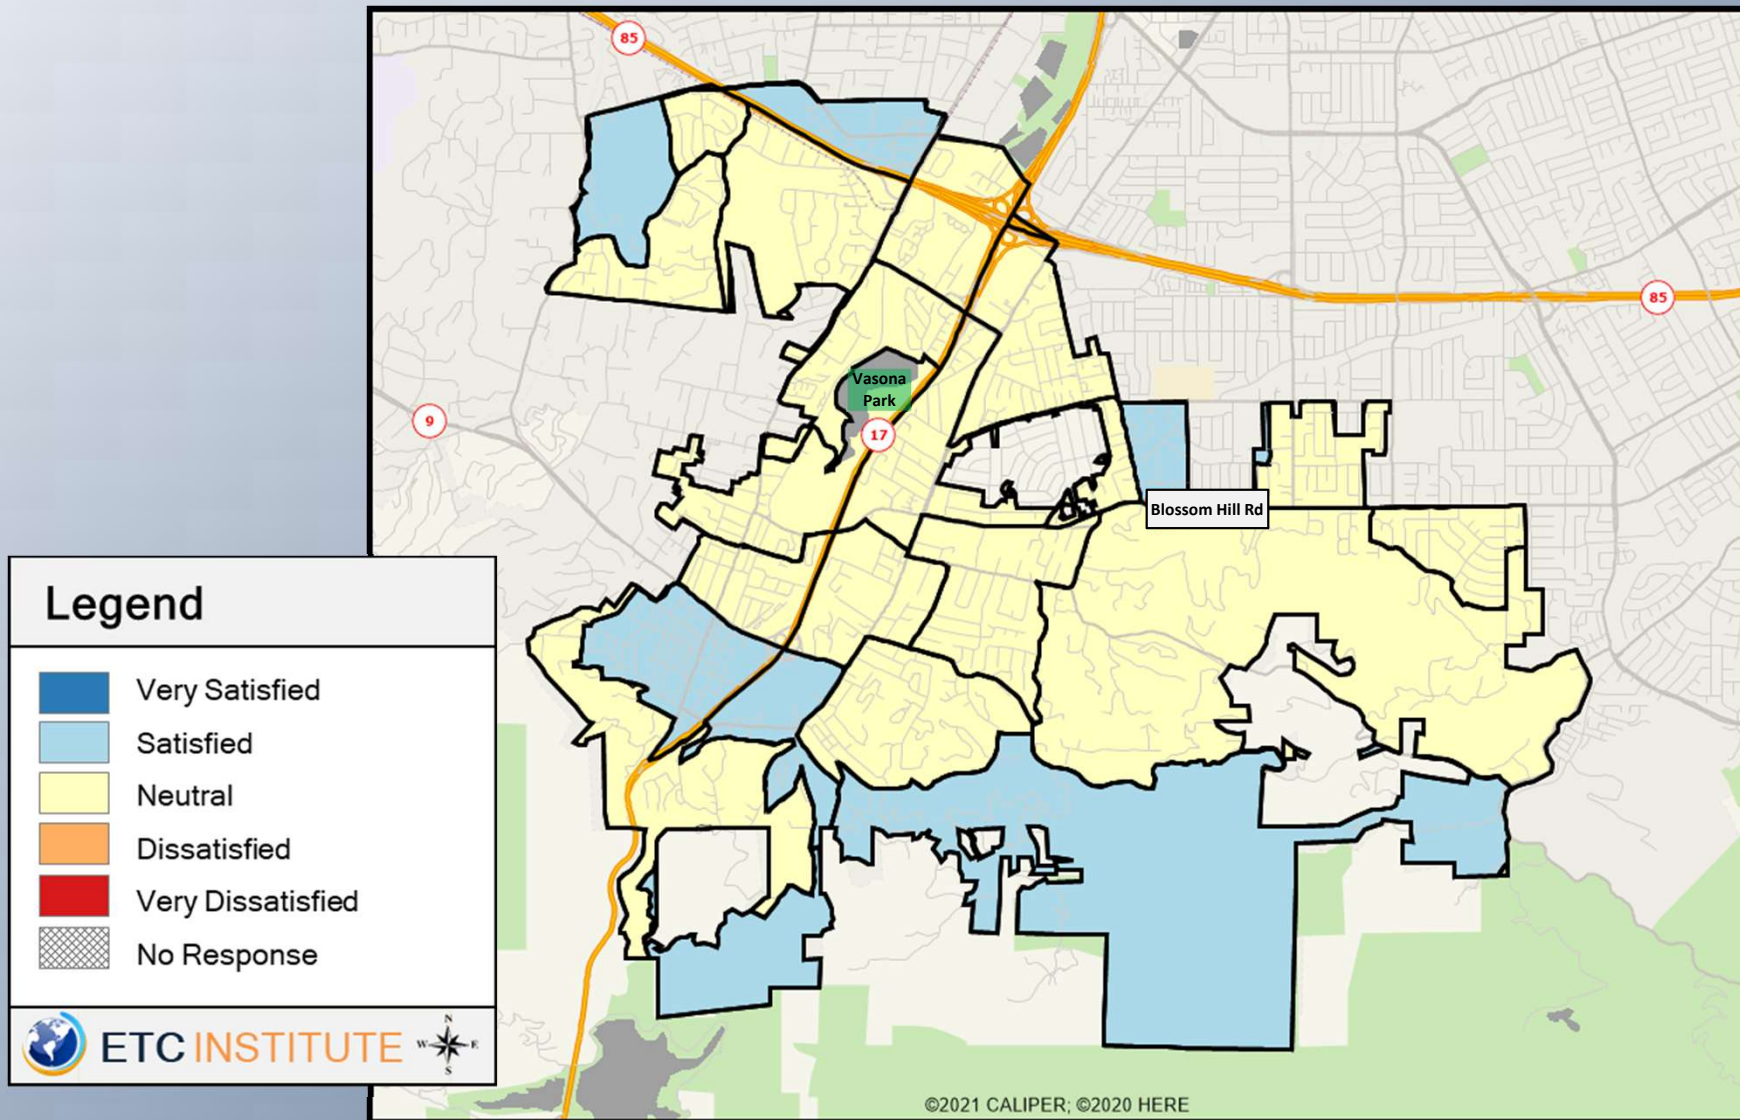 85
85
9
Vasona
Park
17
Blossom Hill Rd
Legend
Very Satisfied
Satisfied
Neutral
Dissatisfied
Very Dissatisfied
No Response
ETC INSTITUTE
N
W E
S
©2021 CALIPER; ©2020 HERE